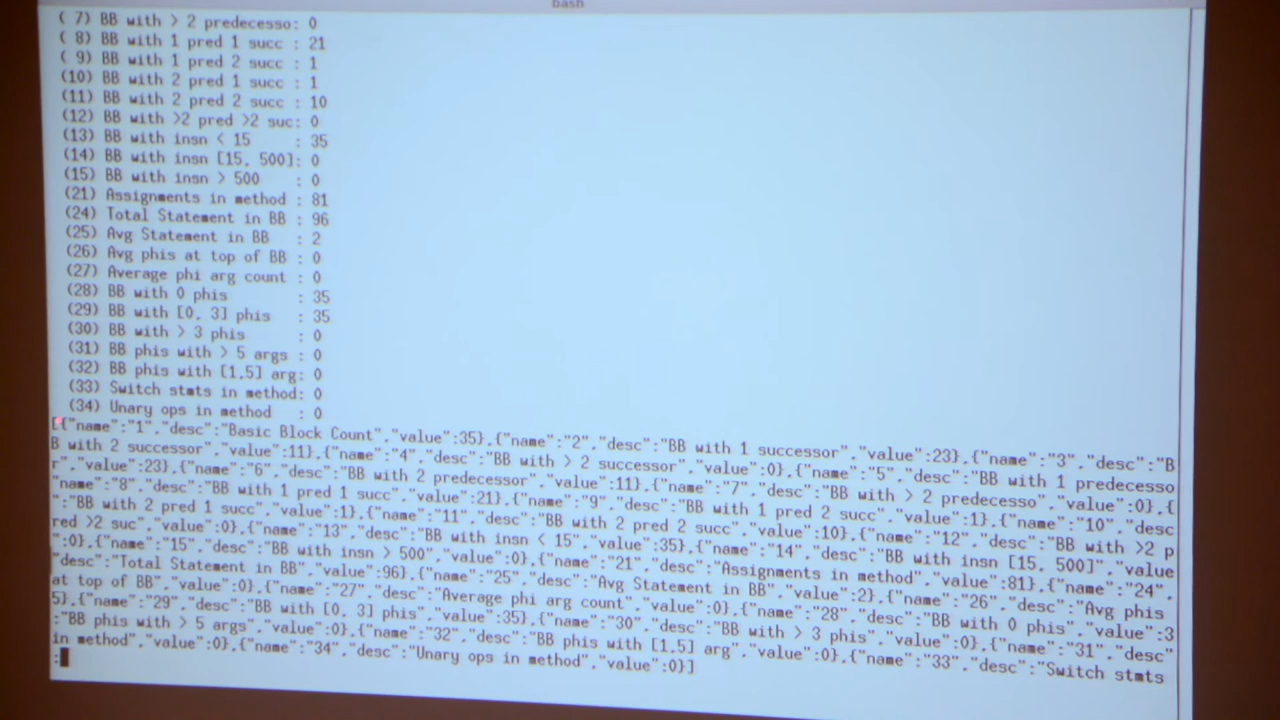 bash
( 7) BB with > 2 predecesso: 0
( 8) BB with 1 pred 1 succ : 21
( 9) BB with 1 pred 2 succ : 1
(10) BB with 2 pred 1 succ : 1
(11) BB with 2 pred 2 succ : 10
(12) BB with >2 pred >2 suc: 0
(13) BB with insn < 15 : 35
(14) BB with insn [15, 500]: 0
(15) BB with insn > 500 : 0
(21) Assignments in method : 81
(24) Total Statement in BB : 96
(25) Avg Statement in BB : 2
(26) Avg phis at top of BB : 0
(27) Average phi arg count : 0
(28) BB with 0 phis : 35
(29) BB with [0, 3] phis : 35
(30) BB with > 3 phis : 0
(31) BB phis with > 5 args : 0
(32) BB phis with [1,5] arg: 0
(33) Switch stmts in method: 0
(34) Unary ops in method : 0
[{"name":"1","desc":"Basic Block Count","value":35},{"name":"2","desc":"BB with 1 successor","value":23},{"name":"3","desc":"B
B with 2 successor","value":11},{"name":"4","desc":"BB with > 2 successor","value":0},{"name":"5","desc":"BB with 1 predecesso
r","value":23},{"name":"6","desc":"BB with 2 predecessor","value":11},{"name":"7","desc":"BB with > 2 predecesso","value":0},{
"name":"8","desc":"BB with 1 pred 1 succ","value":21},{"name":"9","desc":"BB with 1 pred 2 succ","value":1},{"name":"10","desc
":"BB with 2 pred 1 succ","value":1},{"name":"11","desc":"BB with 2 pred 2 succ","value":10},{"name":"12","desc":"BB with >2 p
red >2 suc","value":0},{"name":"13","desc":"BB with insn < 15","value":35},{"name":"14","desc":"BB with insn [15, 500]","value
":0},{"name":"15","desc":"BB with insn > 500","value":0},{"name":"21","desc":"Assignments in method","value":81},{"name":"24",
"desc":"Total Statement in BB","value":96},{"name":"25","desc":"Avg Statement in BB","value":2},{"name":"26","desc":"Avg phis 
at top of BB","value":0},{"name":"27","desc":"Average phi arg count","value":0},{"name":"28","desc":"BB with 0 phis","value":3
5},{"name":"29","desc":"BB with [0, 3] phis","value":35},{"name":"30","desc":"BB with > 3 phis","value":0},{"name":"31","desc"
:"BB phis with > 5 args","value":0},{"name":"32","desc":"BB phis with [1,5] arg","value":0},{"name":"33","desc":"Switch stmts 
in method","value":0},{"name":"34","desc":"Unary ops in method","value":0}]
: